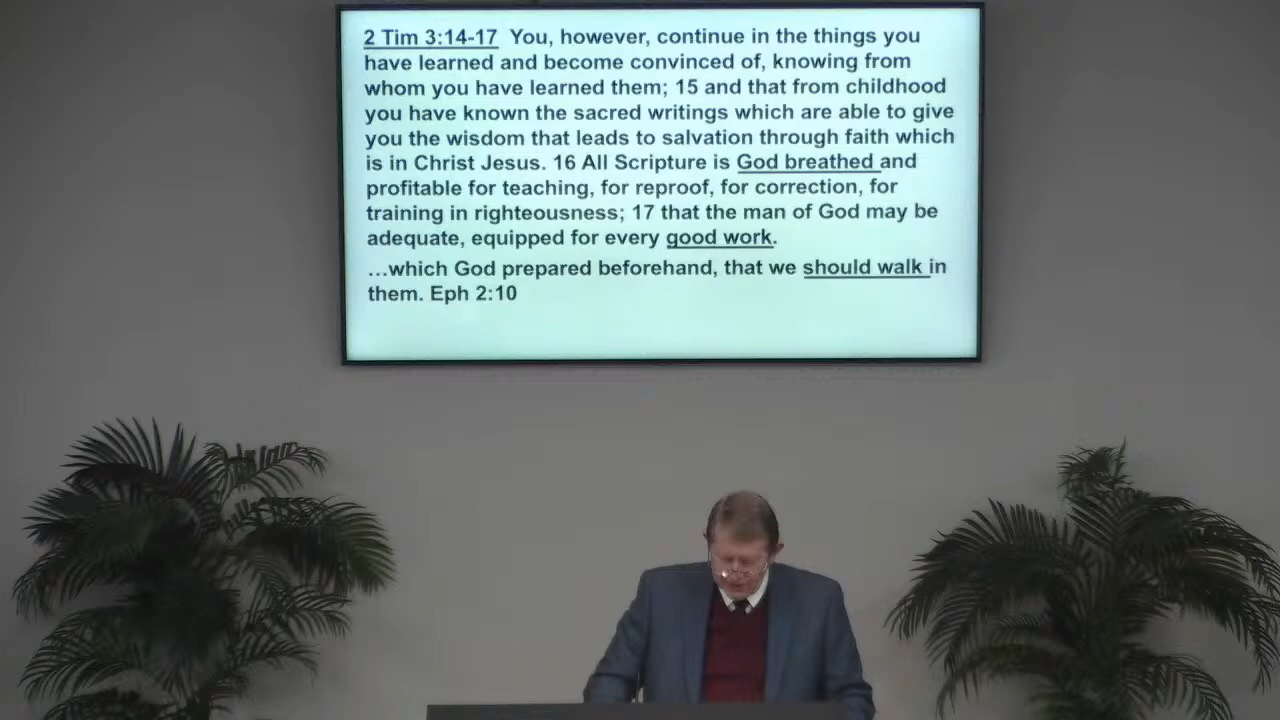 2 Tim 3:14-17 You, however, continue in the things you
have learned and become convinced of, knowing from
whom you have learned them; 15 and that from childhood
you have known the sacred writings which are able to give
you the wisdom that leads to salvation through faith which
is in Christ Jesus. 16 All Scripture is God breathed and
profitable for teaching, for reproof, for correction, for
training in righteousness; 17 that the man of God may be
adequate, equipped for every good work.
…which God prepared beforehand, that we should walk in
them. Eph 2:10